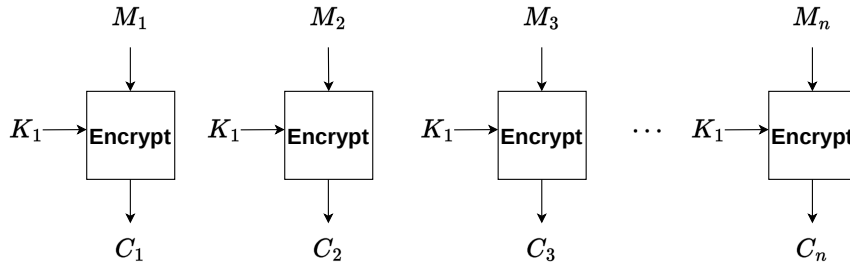 M₁ M₂ M₃ Mₙ
K₁ Encrypt K₁ Encrypt K₁ Encrypt ··· K₁ Encrypt
C₁ C₂ C₃ Cₙ